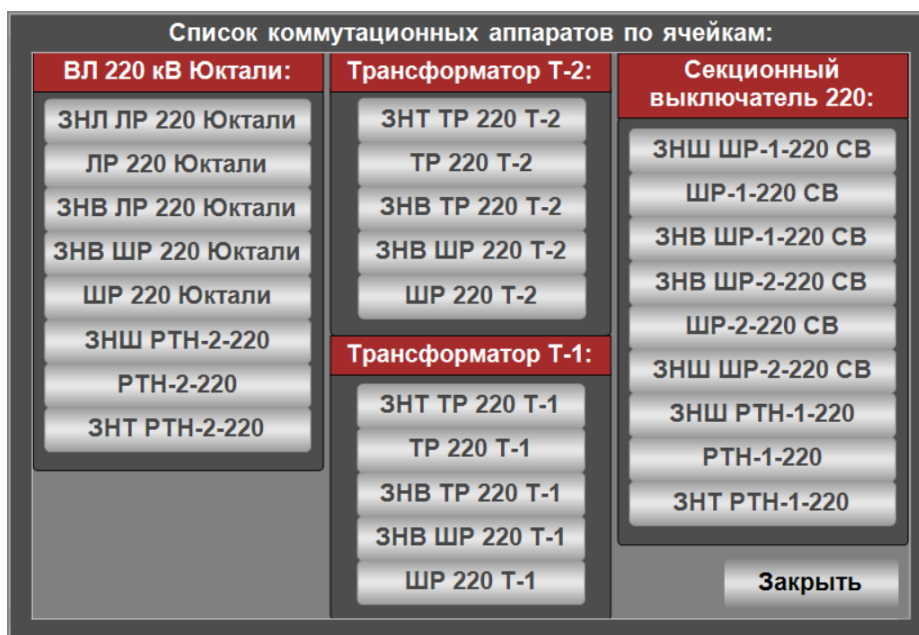 Список коммутационных аппаратов по ячейкам:
ВЛ 220 кВ Юктали:
ЗНЛ ЛР 220 Юктали
ЛР 220 Юктали
ЗНВ ЛР 220 Юктали
ЗНВ ШР 220 Юктали
ШР 220 Юктали
ЗНШ РТН-2-220
РТН-2-220
ЗНТ РТН-2-220
Трансформатор Т-2:
ЗНТ ТР 220 Т-2
ТР 220 Т-2
ЗНВ ТР 220 Т-2
ЗНВ ШР 220 Т-2
ШР 220 Т-2
Трансформатор Т-1:
ЗНТ ТР 220 Т-1
ТР 220 Т-1
ЗНВ ТР 220 Т-1
ЗНВ ШР 220 Т-1
ШР 220 Т-1
Секционный
выключатель 220:
ЗНШ ШР-1-220 СВ
ШР-1-220 СВ
ЗНВ ШР-1-220 СВ
ЗНВ ШР-2-220 СВ
ШР-2-220 СВ
ЗНШ ШР-2-220 СВ
ЗНШ РТН-1-220
РТН-1-220
ЗНТ РТН-1-220
Закрыть